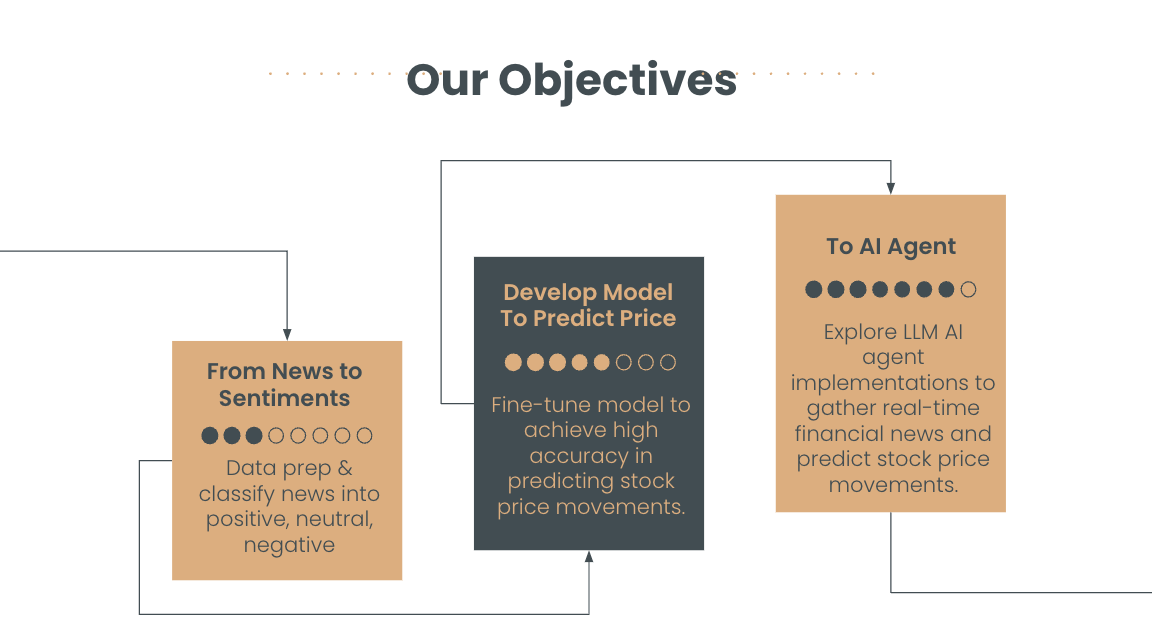 Our Objectives
From News to
Sentiments
Data prep &
classify news into
positive, neutral,
negative
Develop Model
To Predict Price
Fine-tune model to
achieve high
accuracy in
predicting stock
price movements.
To AI Agent
Explore LLM AI
agent
implementations to
gather real-time
financial news and
predict stock price
movements.